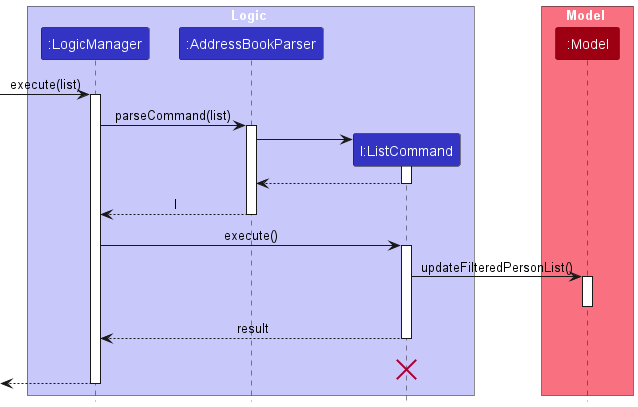 Logic
Model
:LogicManager
:AddressBookParser
:Model
execute(list)
parseCommand(list)
l:ListCommand
l
execute()
updateFilteredPersonList()
result